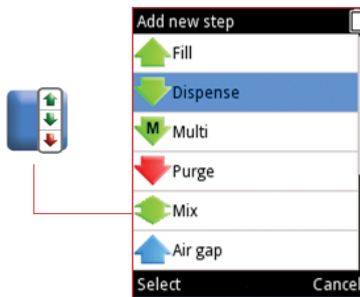 Add new step
Fill
Dispense
M Multi
Purge
Mix
Air gap
Select Cancel